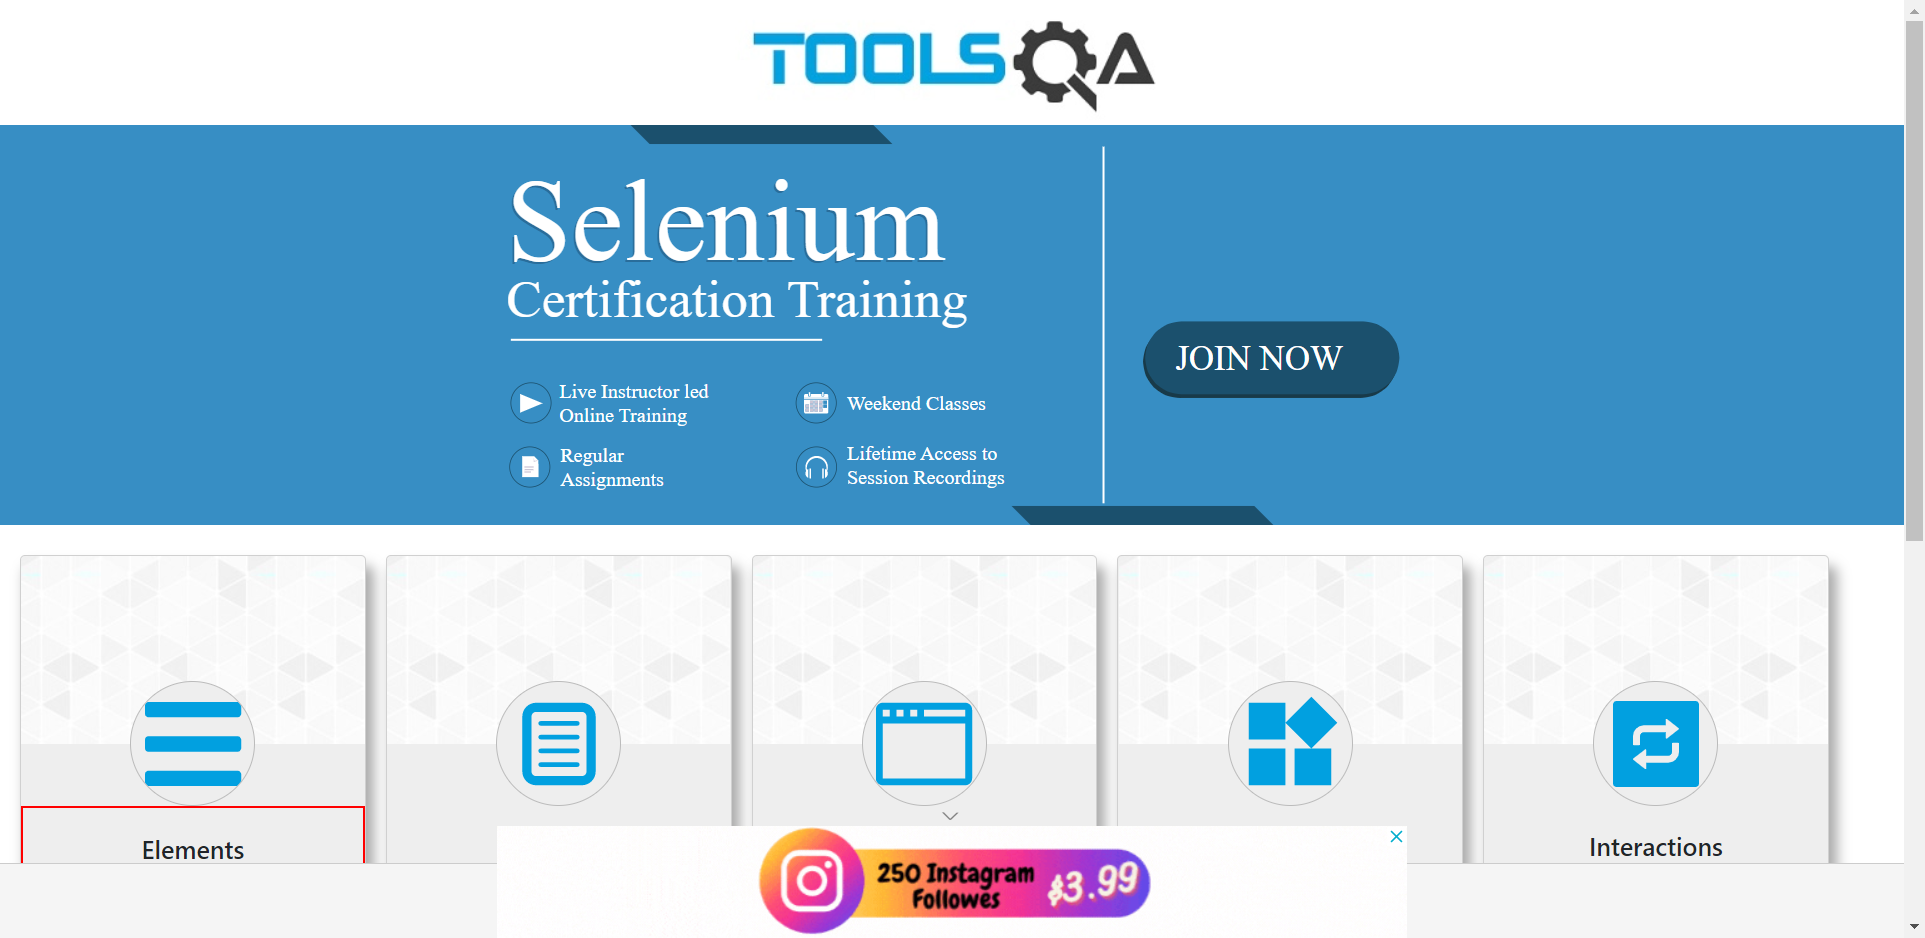 TOOLSQA
Selenium
Certification Training
Live Instructor led
Online Training
Weekend Classes
Regular
Assignments
Lifetime Access to
Session Recordings
JOIN NOW
Elements
Interactions
250 Instagram
Followes
$3.99